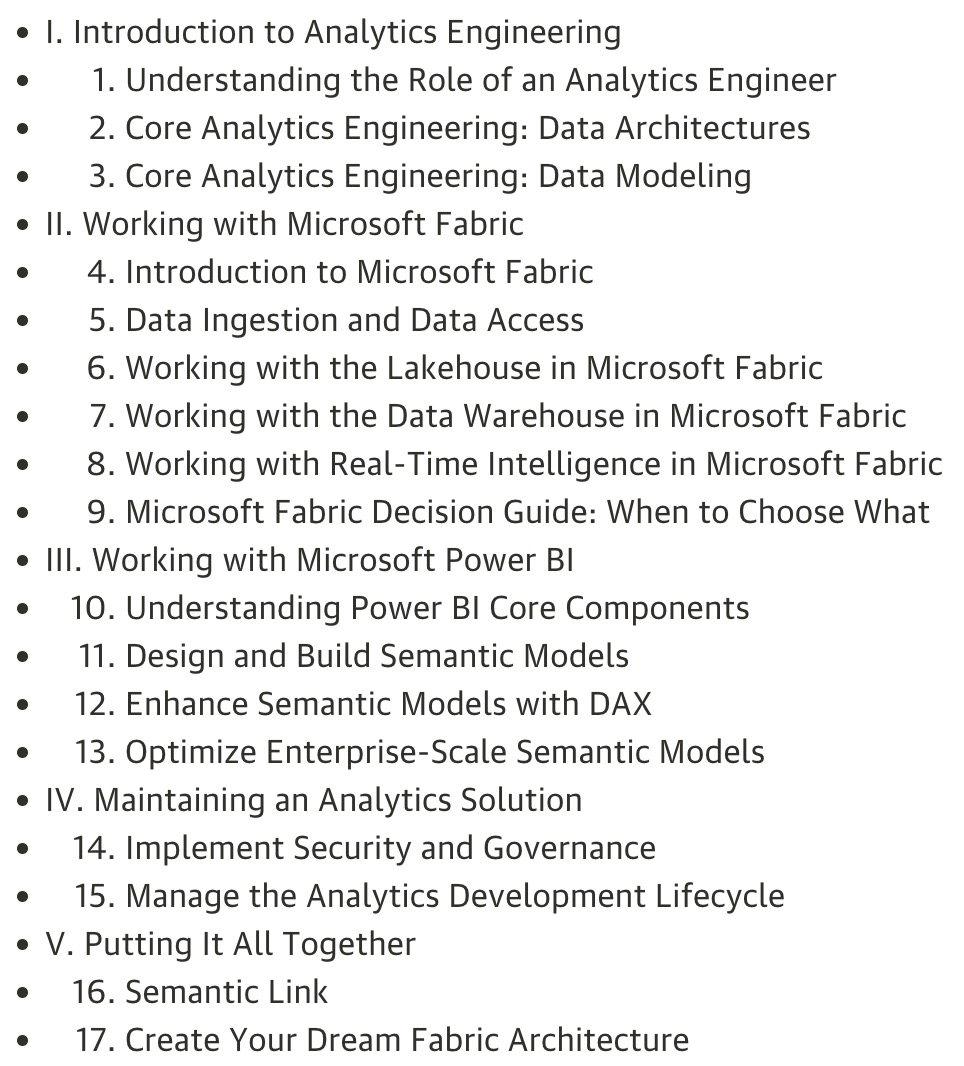 • I. Introduction to Analytics Engineering
• 1. Understanding the Role of an Analytics Engineer
• 2. Core Analytics Engineering: Data Architectures
• 3. Core Analytics Engineering: Data Modeling
• II. Working with Microsoft Fabric
• 4. Introduction to Microsoft Fabric
• 5. Data Ingestion and Data Access
• 6. Working with the Lakehouse in Microsoft Fabric
• 7. Working with the Data Warehouse in Microsoft Fabric
• 8. Working with Real-Time Intelligence in Microsoft Fabric
• 9. Microsoft Fabric Decision Guide: When to Choose What
• III. Working with Microsoft Power BI
• 10. Understanding Power BI Core Components
• 11. Design and Build Semantic Models
• 12. Enhance Semantic Models with DAX
• 13. Optimize Enterprise-Scale Semantic Models
• IV. Maintaining an Analytics Solution
• 14. Implement Security and Governance
• 15. Manage the Analytics Development Lifecycle
• V. Putting It All Together
• 16. Semantic Link
• 17. Create Your Dream Fabric Architecture